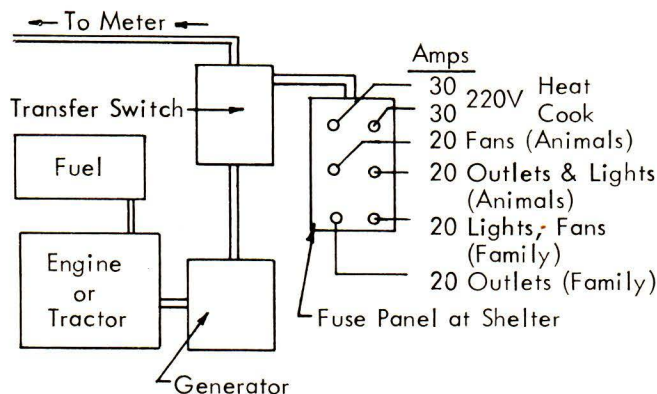 To Meter
Amps
30 220V Heat
30 Cook
20 Fans (Animals)
20 Outlets & Lights
(Animals)
20 Lights, Fans
(Family)
20 Outlets (Family)
Transfer Switch
Fuel
Engine
or
Tractor
Fuse Panel at Shelter
Generator